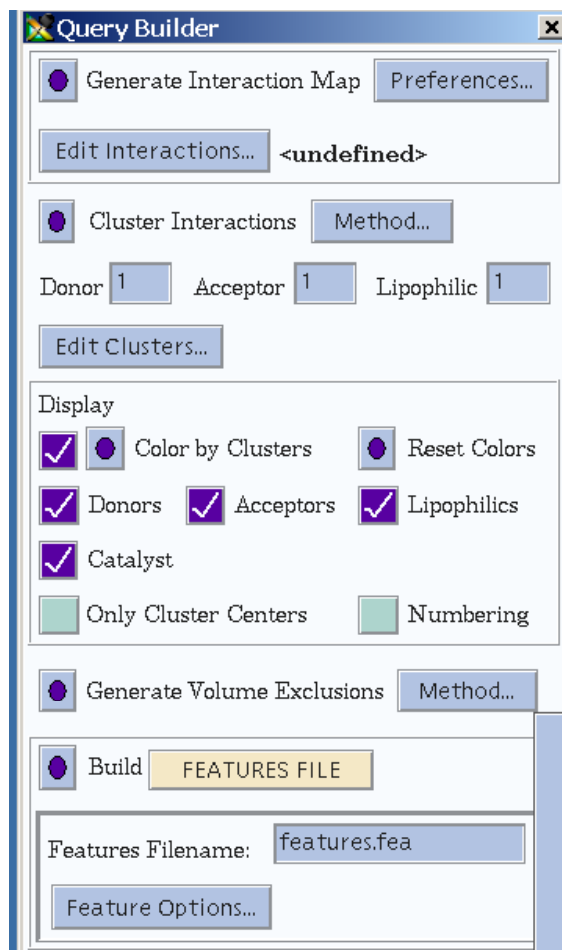 Query Builder
Generate Interaction Map Preferences...
Edit Interactions... <undefined>
Cluster Interactions Method...
Donor 1 Acceptor 1 Lipophilic 1
Edit Clusters...
Display
Color by Clusters Reset Colors
Donors Acceptors Lipophilics
Catalyst
Only Cluster Centers Numbering
Generate Volume Exclusions Method...
Build FEATURES FILE
Features Filename: features.fea
Feature Options...